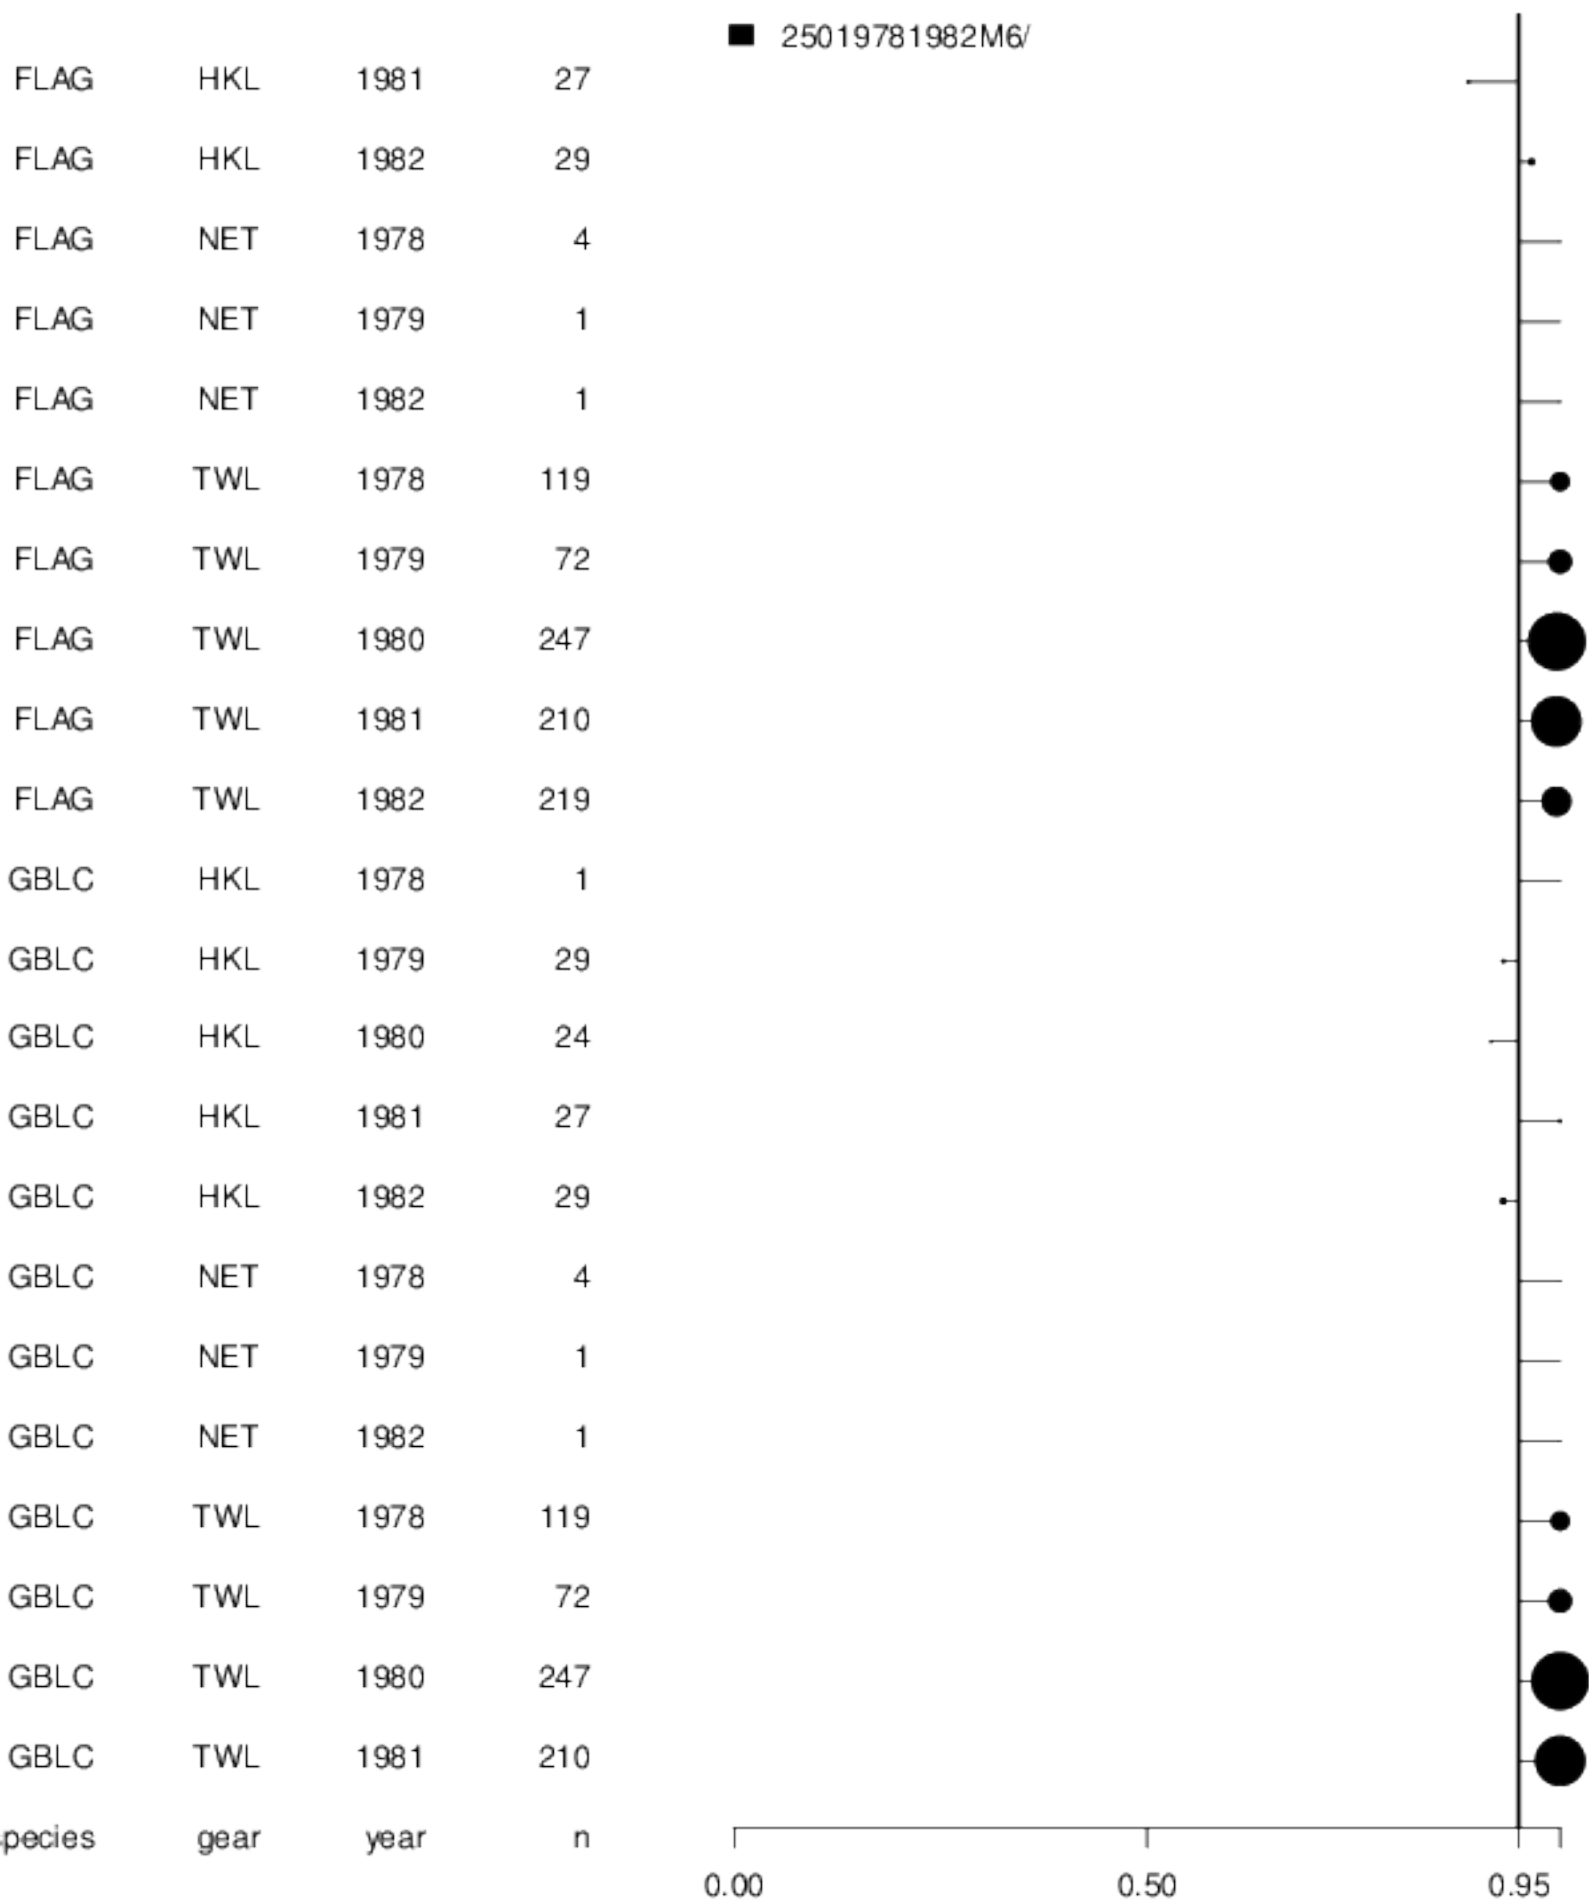 25019781982M6/
FLAG HKL 1981 27
FLAG HKL 1982 29
FLAG NET 1978 4
FLAG NET 1979 1
FLAG NET 1982 1
FLAG TWL 1978 119
FLAG TWL 1979 72
FLAG TWL 1980 247
FLAG TWL 1981 210
FLAG TWL 1982 219
GBLC HKL 1978 1
GBLC HKL 1979 29
GBLC HKL 1980 24
GBLC HKL 1981 27
GBLC HKL 1982 29
GBLC NET 1978 4
GBLC NET 1979 1
GBLC NET 1982 1
GBLC TWL 1978 119
GBLC TWL 1979 72
GBLC TWL 1980 247
GBLC TWL 1981 210
pecies gear year n
0.00 0.50 0.95